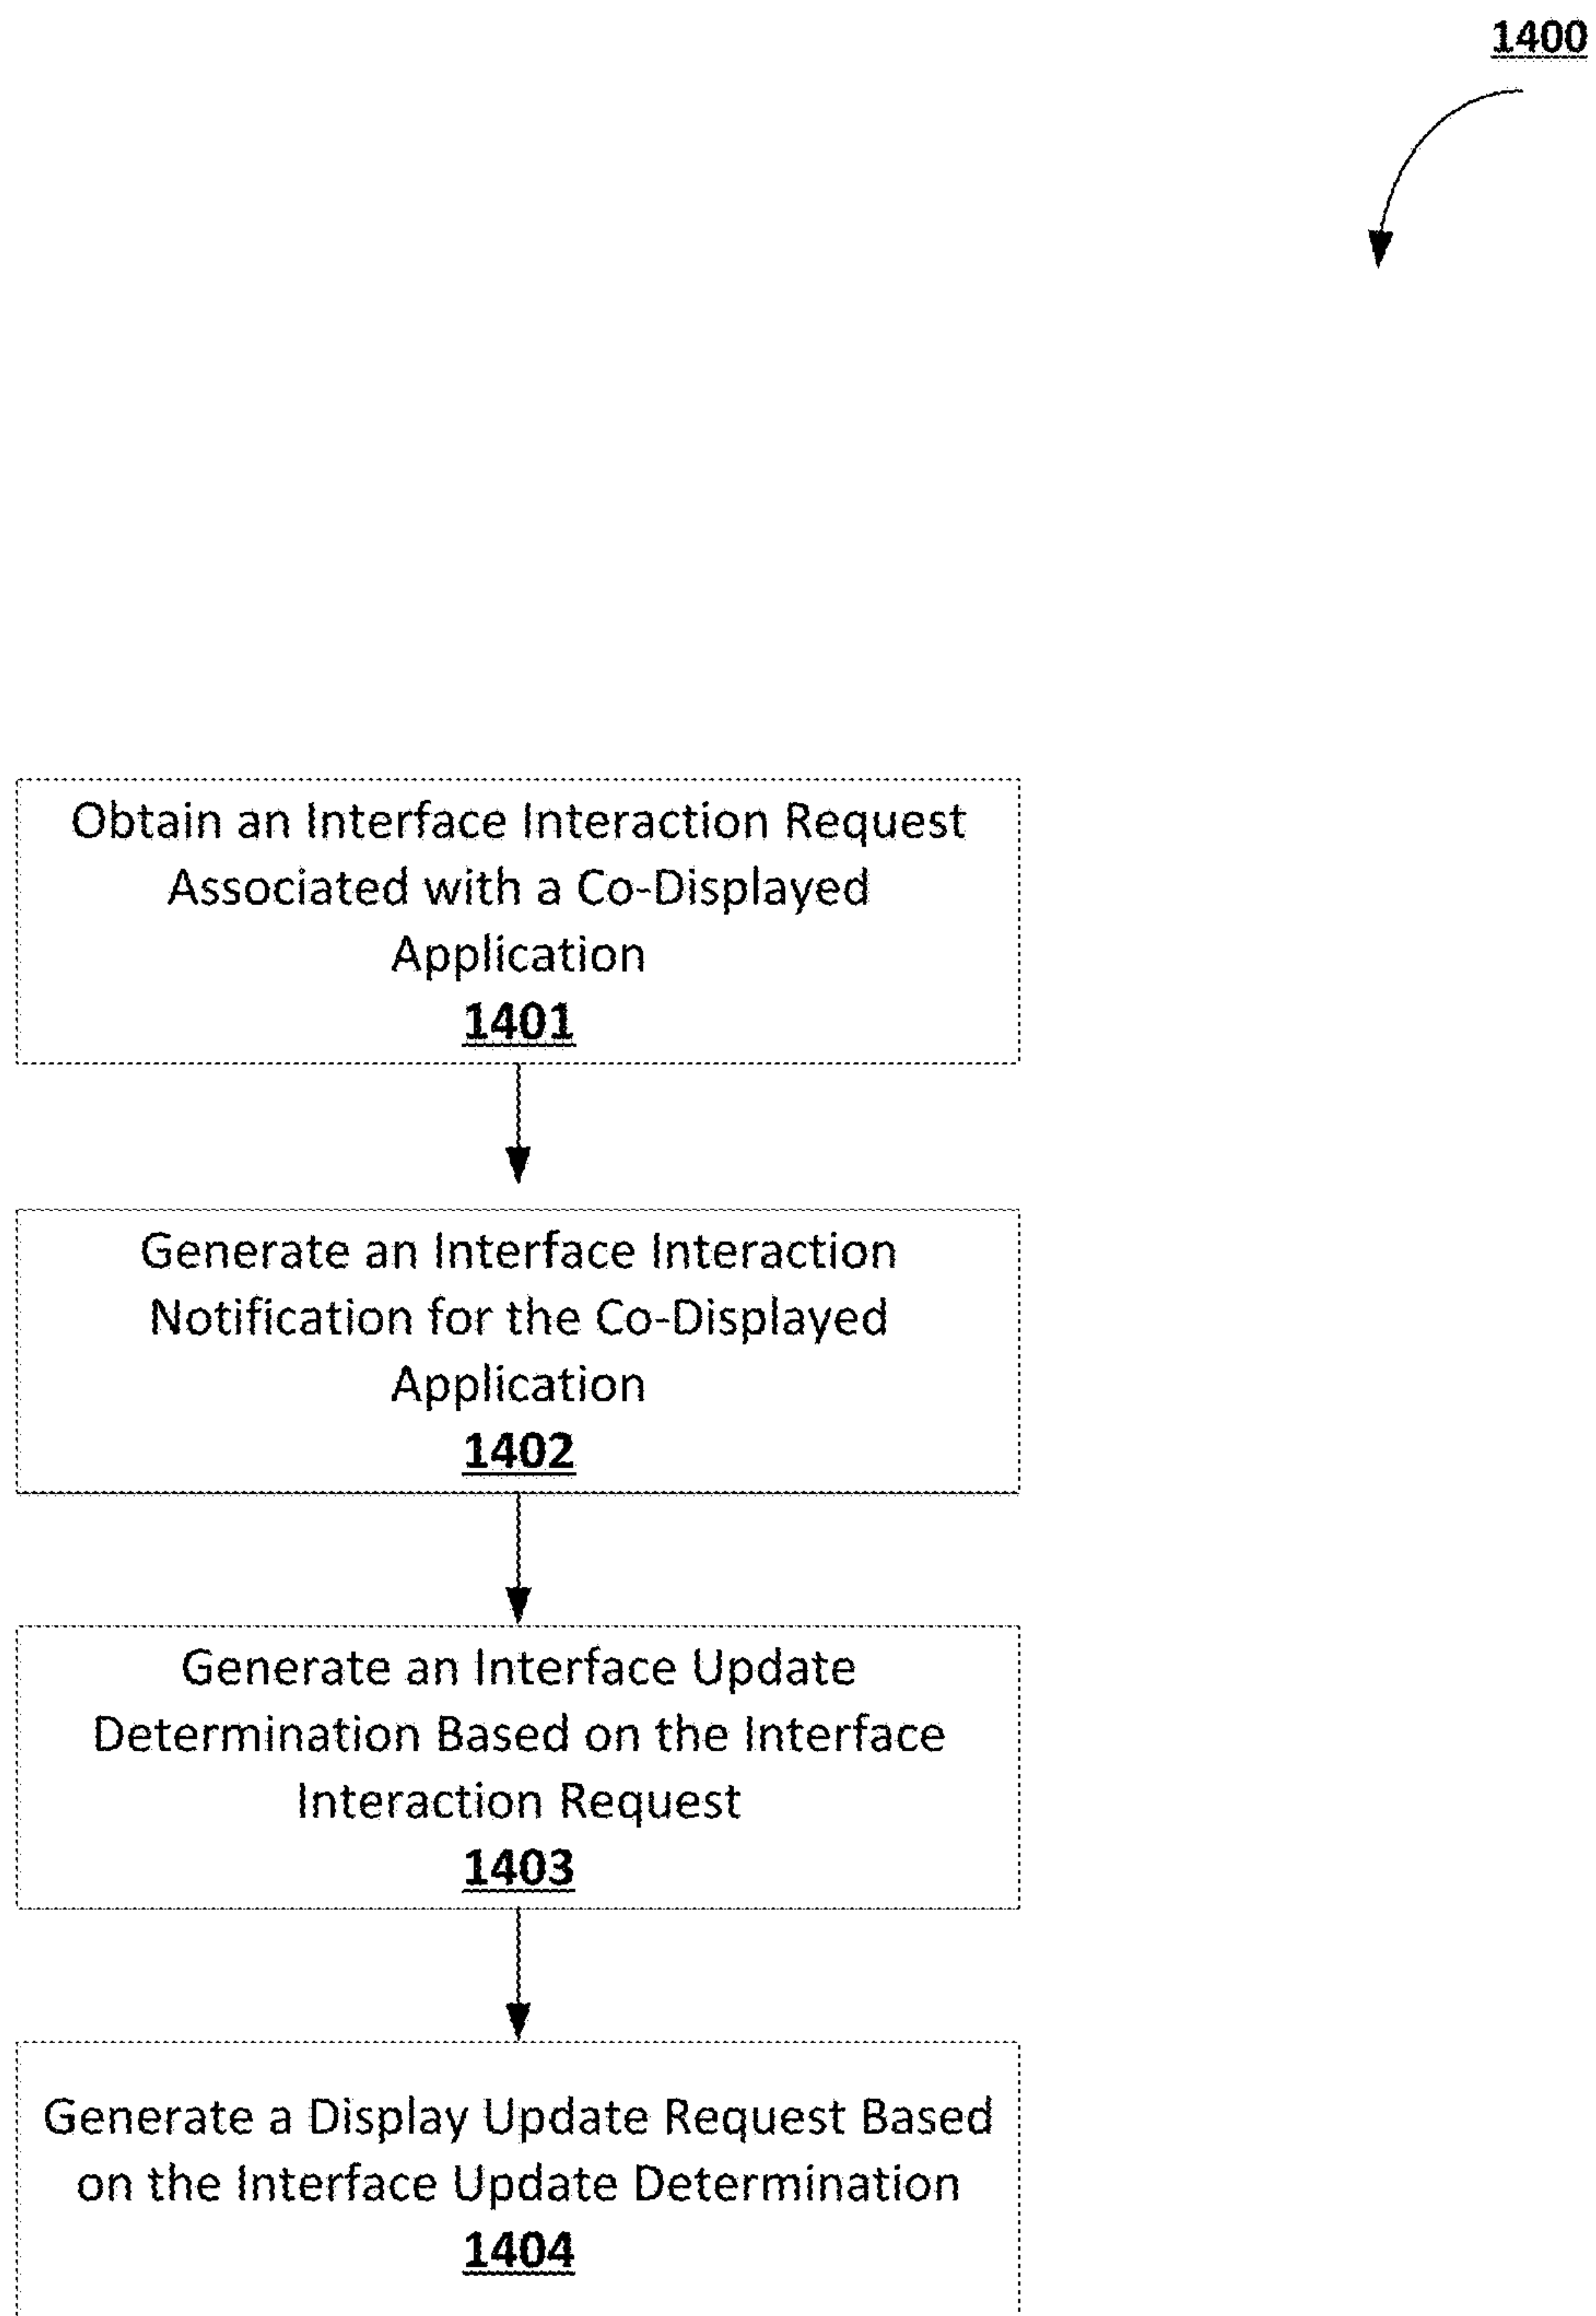 1400
Obtain an Interface Interaction Request
Associated with a Co-Displayed
Application
1401
Generate an Interface Interaction
Notification for the Co-Displayed
Application
1402
Generate an Interface Update
Determination Based on the Interface
Interaction Request
1403
Generate a Display Update Request Based
on the Interface Update Determination
1404